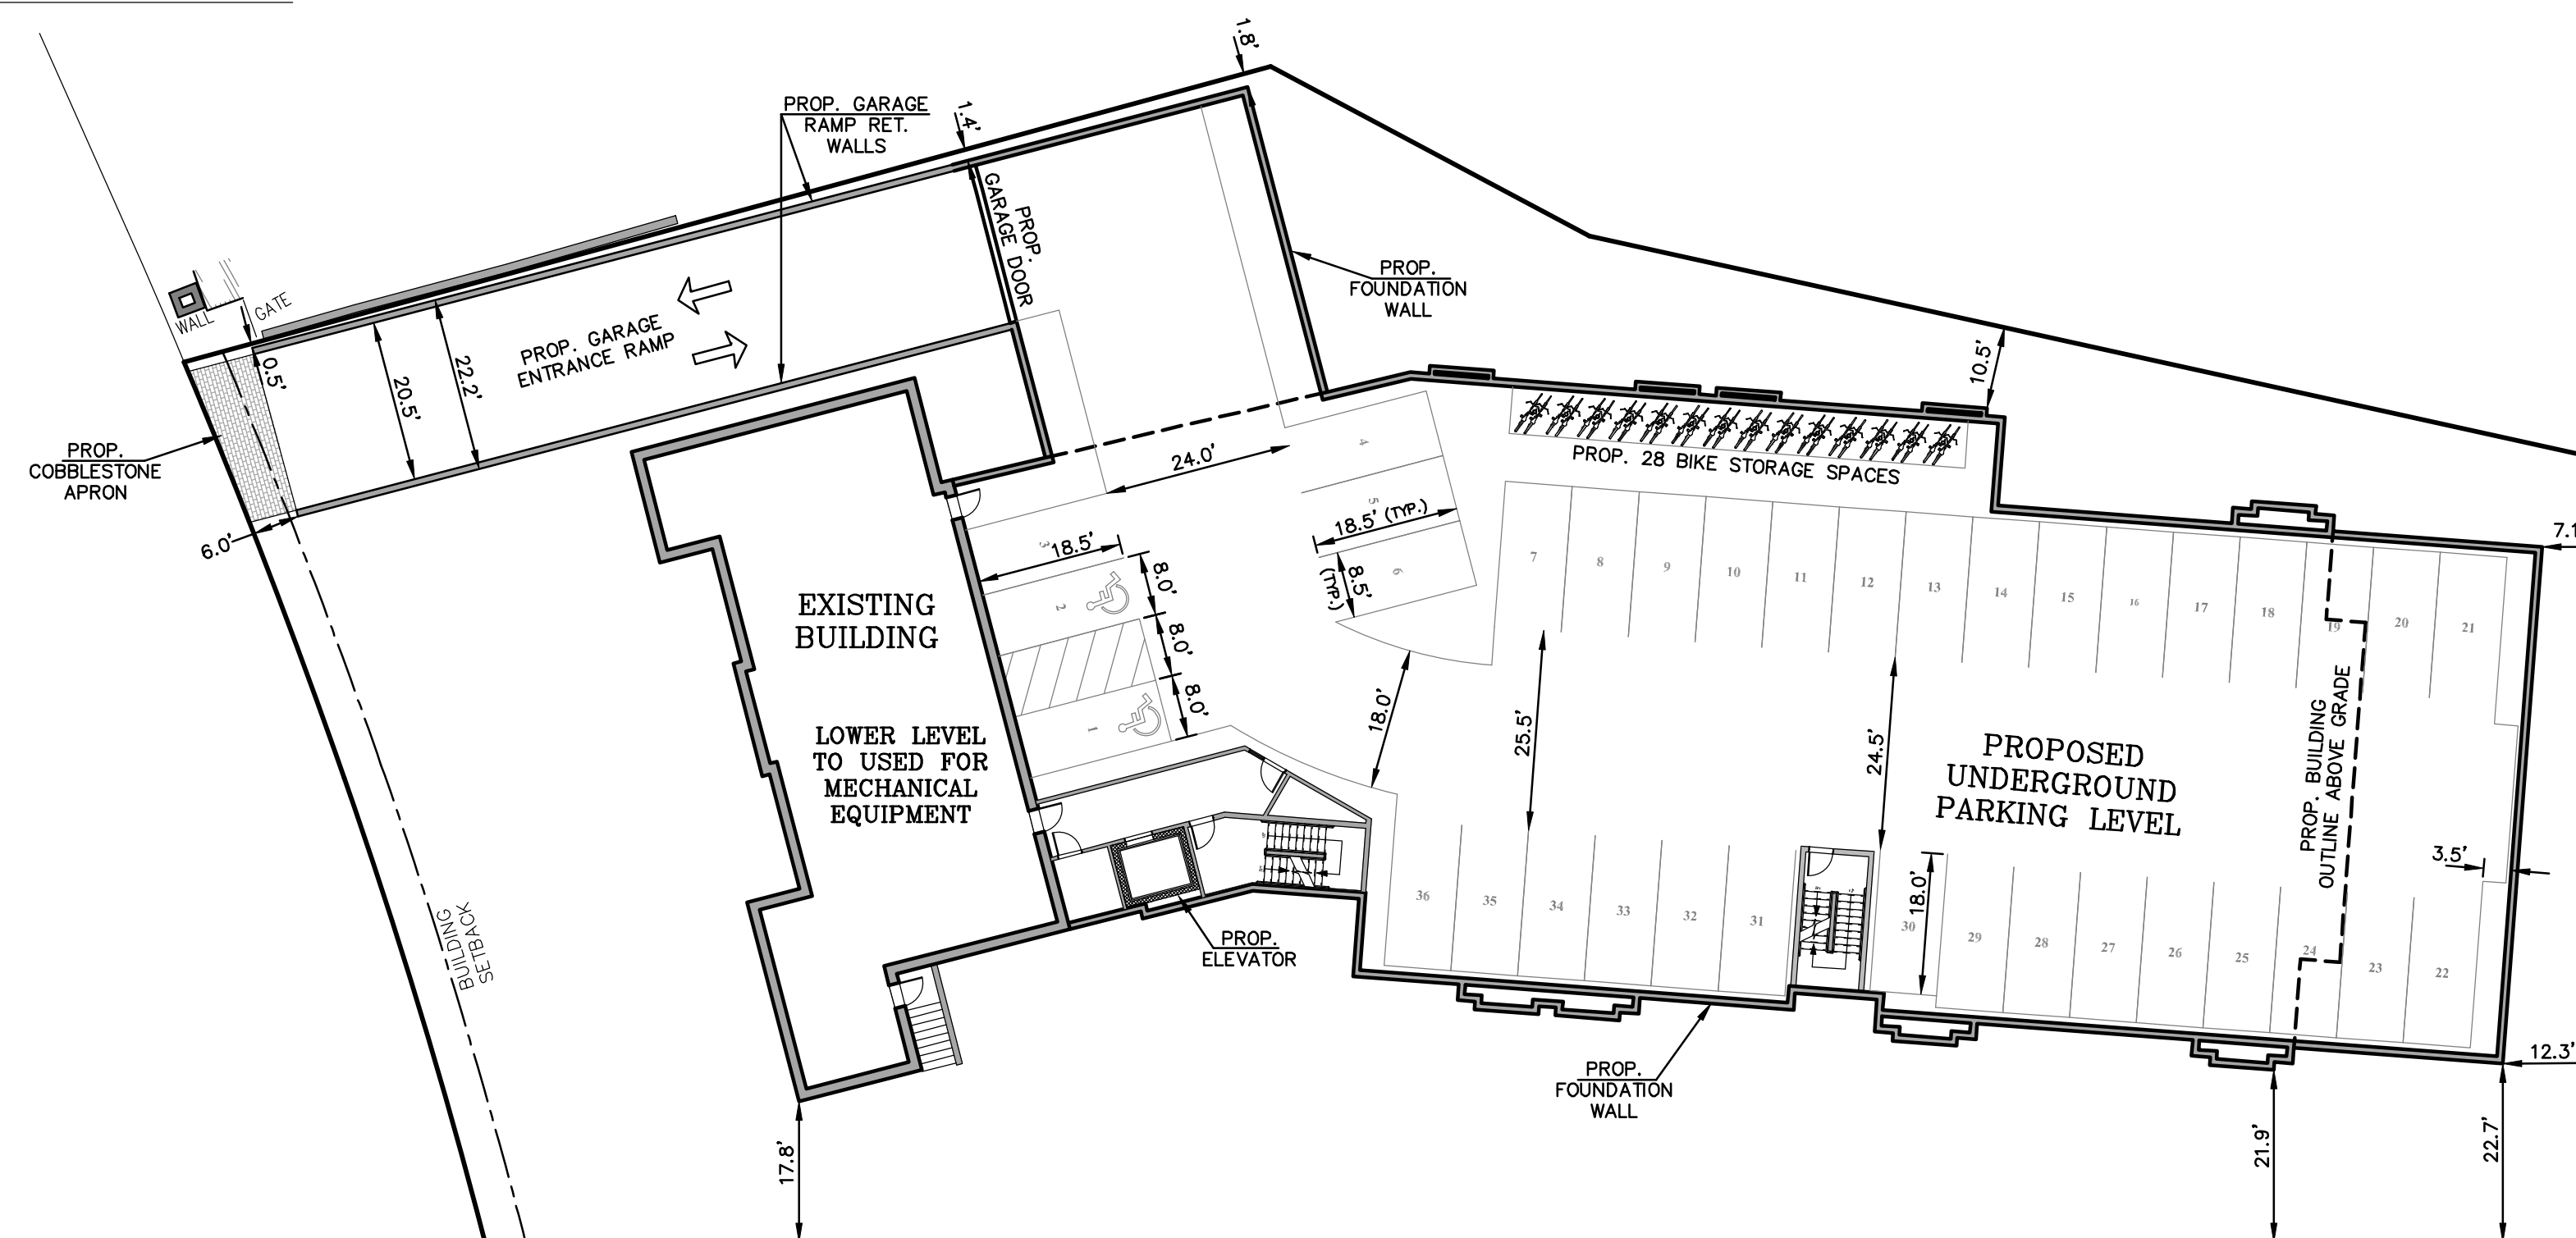 1.8'
PROP. GARAGE
RAMP RET.
WALLS
1.4'
PROP.
GARAGE DOOR
PROP.
FOUNDATION
WALL
GATE
WALL
0.5'
PROP. GARAGE
ENTRANCE RAMP
20.5'
22.2'
10.5'
PROP.
COBBLESTONE
APRON
6.0'
24.0'
PROP. 28 BIKE STORAGE SPACES
4
5
18.5' (TYP.)
6
8.5'
(TYP.)
3
18.5'
8.0'
2
8.0'
8.0'
1
7.1
7
8
9
10
11
12
13
14
15
16
17
18
19
20
21
EXISTING
BUILDING
LOWER LEVEL
TO USED FOR
MECHANICAL
EQUIPMENT
18.0'
25.5'
24.5'
PROPOSED
UNDERGROUND
PARKING LEVEL
PROP. BUILDING
OUTLINE ABOVE GRADE
3.5'
36
35
34
33
32
31
30
18.0'
29
28
27
26
25
24
23
22
BUILDING
SETBACK
PROP.
ELEVATOR
PROP.
FOUNDATION
WALL
12.3'
17.8'
21.9'
22.7'